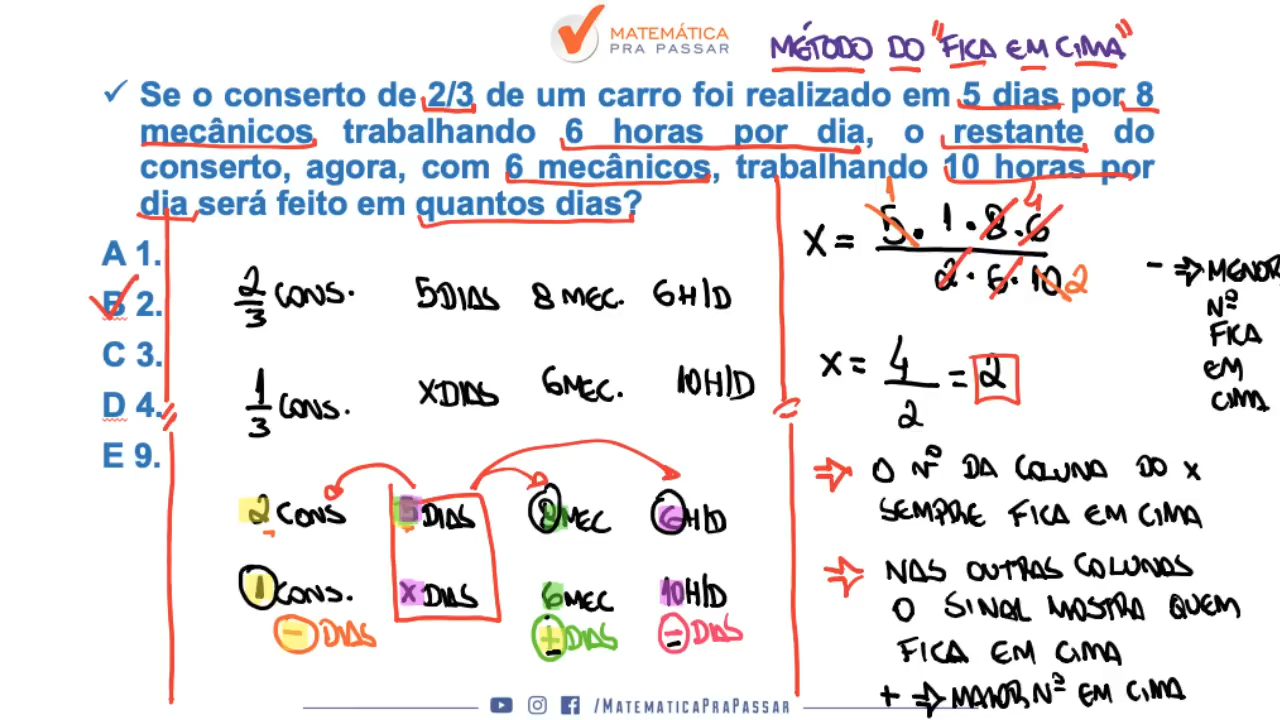 MATEMÁTICA
PRA PASSAR
MÉTODO DO "FICA EM CIMA"
✓ Se o conserto de 2/3 de um carro foi realizado em 5 dias por 8
mecânicos trabalhando 6 horas por dia, o restante do
conserto, agora, com 6 mecânicos, trabalhando 10 horas por
dia será feito em quantos dias?
A 1.
B 2.
C 3.
D 4.
E 9.
2/3 CONS. 5 DIAS 8 MEC. 6 H/D
1/3 CONS. X DIAS 6 MEC. 10 H/D
2 CONS 5 DIAS 8 MEC 6 H/D
1 CONS. X DIAS 6 MEC 10 H/D
- DIAS + DIAS - DIAS
1 4
X = 5 . 1 . 8 . 6
2 . 6 . 10 2
X = 4/2 = 2
- ⇒ MENOR
Nº
FICA
EM
CIMA
⇒ O Nº DA COLUNA DO X
SEMPRE FICA EM CIMA
⇒ NAS OUTRAS COLUNAS
O SINAL MOSTRA QUEM
FICA EM CIMA
+ ⇒ MAIOR Nº EM CIMA
/MATEMATICAPRAPASSAR